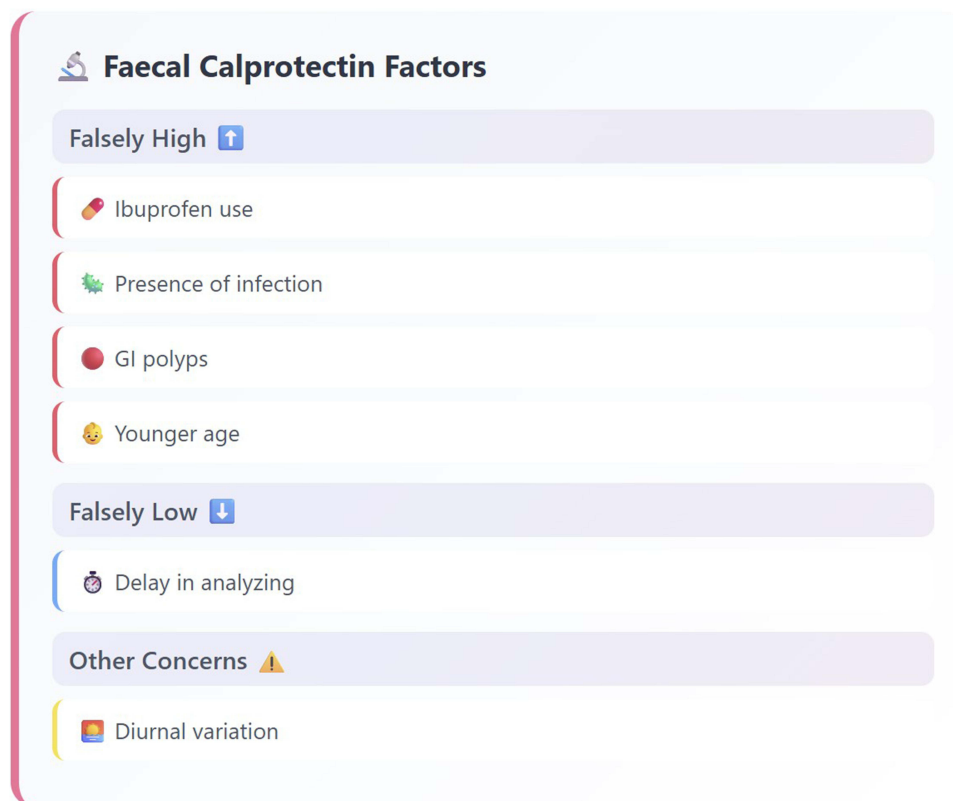 Faecal Calprotectin Factors
Falsely High
Ibuprofen use
Presence of infection
GI polyps
Younger age
Falsely Low
Delay in analyzing
Other Concerns
Diurnal variation